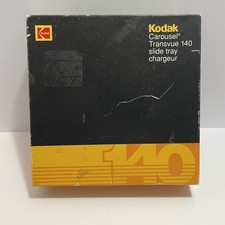 Kodak
Carousel®
Transvue 140
slide tray
chargeur
140